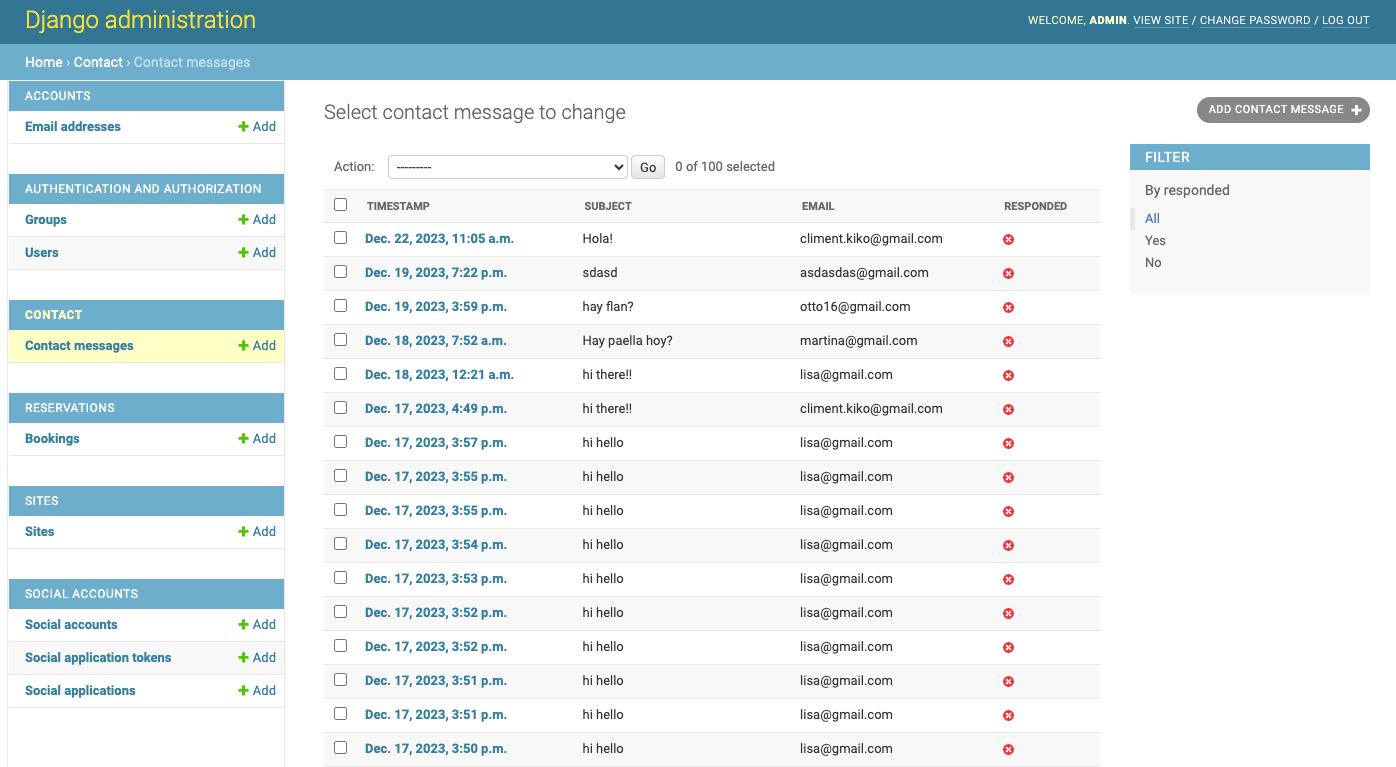 Django administration
WELCOME, ADMIN. VIEW SITE / CHANGE PASSWORD / LOG OUT
Home › Contact › Contact messages
ACCOUNTS
Email addresses Add
AUTHENTICATION AND AUTHORIZATION
Groups Add
Users Add
CONTACT
Contact messages Add
RESERVATIONS
Bookings Add
SITES
Sites Add
SOCIAL ACCOUNTS
Social accounts Add
Social application tokens Add
Social applications Add
Select contact message to change
ADD CONTACT MESSAGE
Action: --------- Go 0 of 100 selected
TIMESTAMP SUBJECT EMAIL RESPONDED
Dec. 22, 2023, 11:05 a.m. Hola! climent.kiko@gmail.com
Dec. 19, 2023, 7:22 p.m. sdasd asdasdas@gmail.com
Dec. 19, 2023, 3:59 p.m. hay flan? otto16@gmail.com
Dec. 18, 2023, 7:52 a.m. Hay paella hoy? martina@gmail.com
Dec. 18, 2023, 12:21 a.m. hi there!! lisa@gmail.com
Dec. 17, 2023, 4:49 p.m. hi there!! climent.kiko@gmail.com
Dec. 17, 2023, 3:57 p.m. hi hello lisa@gmail.com
Dec. 17, 2023, 3:55 p.m. hi hello lisa@gmail.com
Dec. 17, 2023, 3:55 p.m. hi hello lisa@gmail.com
Dec. 17, 2023, 3:54 p.m. hi hello lisa@gmail.com
Dec. 17, 2023, 3:53 p.m. hi hello lisa@gmail.com
Dec. 17, 2023, 3:52 p.m. hi hello lisa@gmail.com
Dec. 17, 2023, 3:52 p.m. hi hello lisa@gmail.com
Dec. 17, 2023, 3:51 p.m. hi hello lisa@gmail.com
Dec. 17, 2023, 3:51 p.m. hi hello lisa@gmail.com
Dec. 17, 2023, 3:50 p.m. hi hello lisa@gmail.com
FILTER
By responded
All
Yes
No